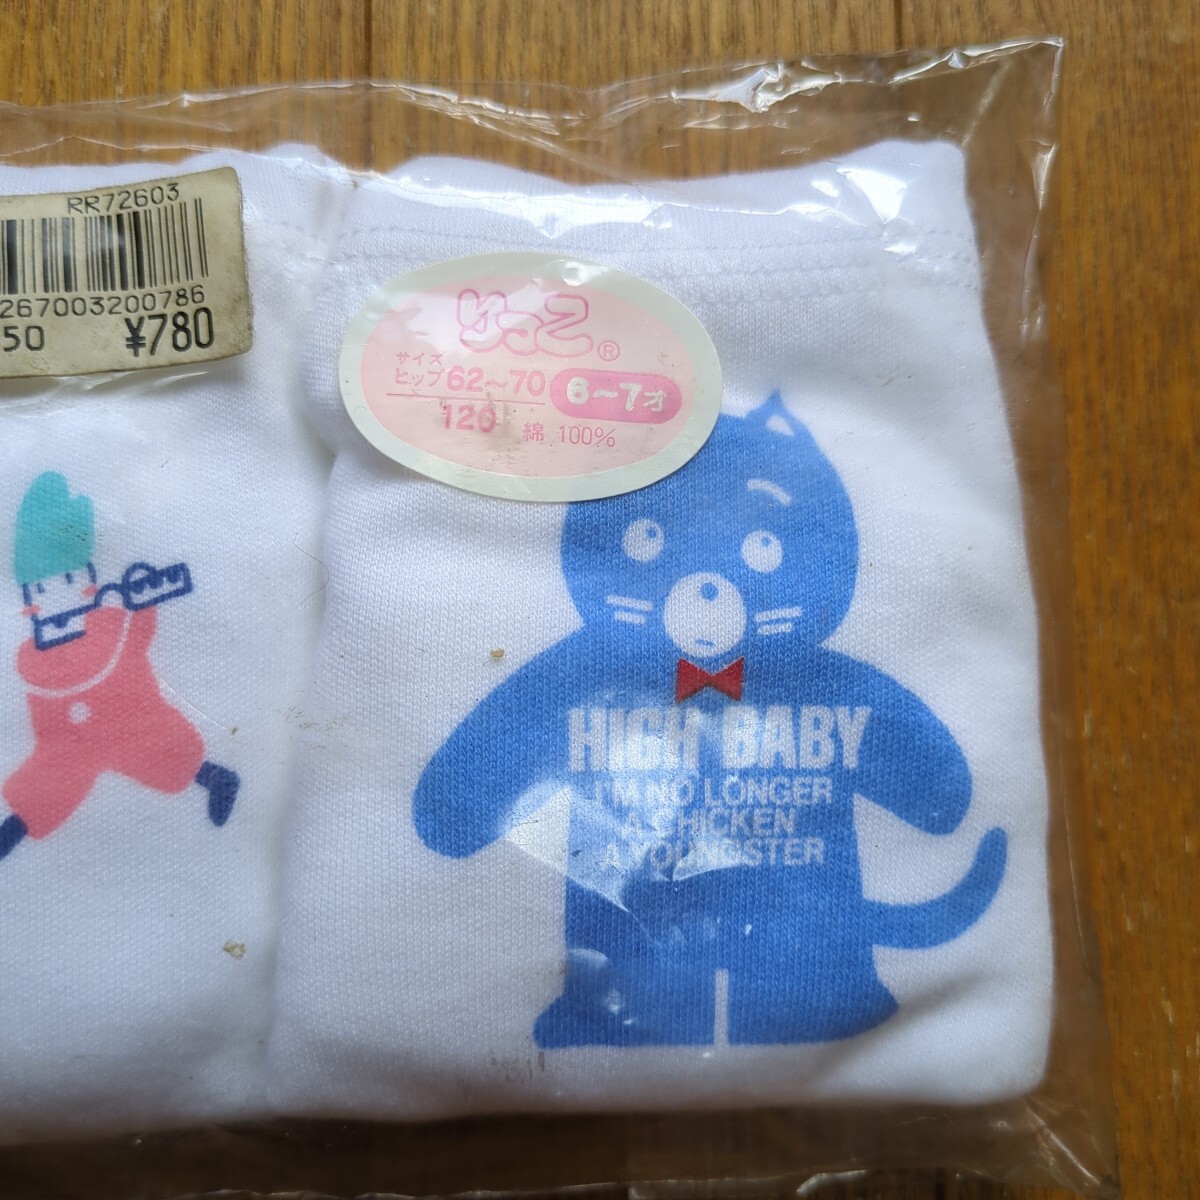 RR72603
267003200786
50 ¥780
りっこ®
サイズ
ヒップ 62～70 6～7才
120 綿 100%
HIGH BABY
I'M NO LONGER
A CHICKEN
A YOUNGSTER